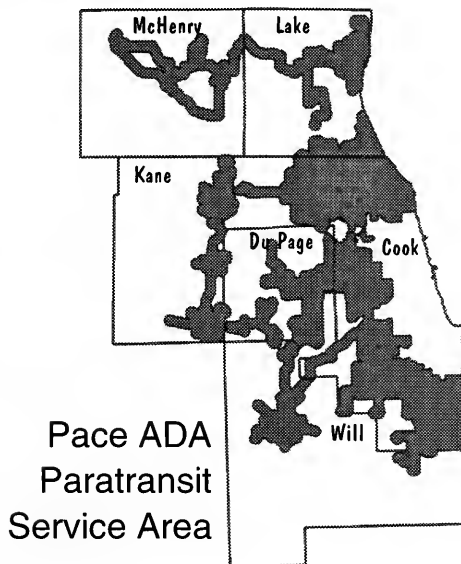 McHenry
Lake
Kane
Du Page
Cook
Will
Pace ADA
Paratransit
Service Area